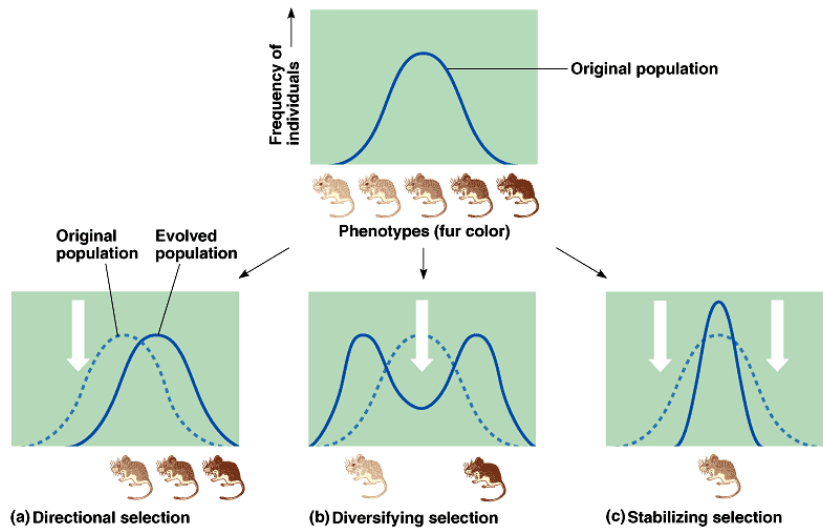 Frequency of
individuals
Original population
Phenotypes (fur color)
Original
population
Evolved
population
(a) Directional selection
(b) Diversifying selection
(c) Stabilizing selection